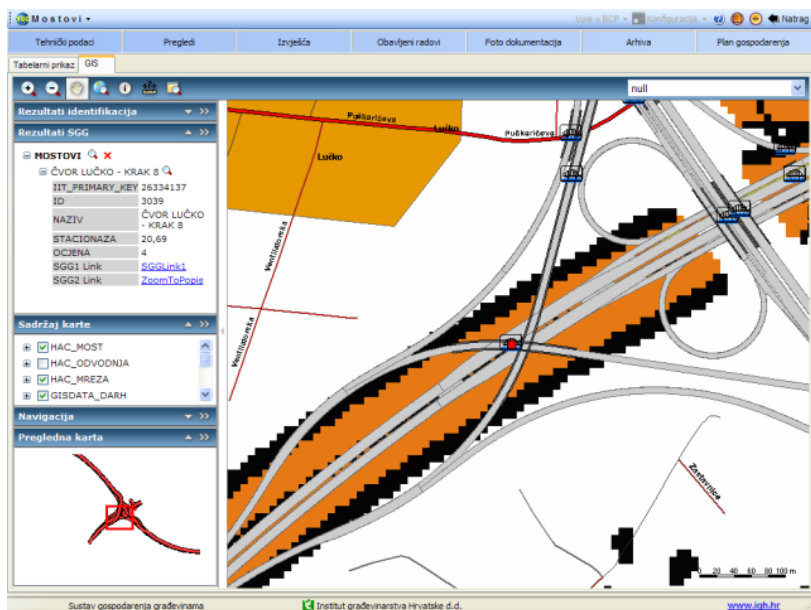 Mostovi
Upis u BCP
Konfiguracija
Natrag
Tehnički podaci
Pregledi
Izvješća
Obavljeni radovi
Foto dokumentacija
Arhiva
Plan gospodarenja
Tabelarni prikaz
GIS
null
Rezultati identifikacija
Rezultati SGG
MOSTOVI
ČVOR LUČKO - KRAK 8
IIT_PRIMARY_KEY 26334137
ID 3039
NAZIV ČVOR LUČKO
- KRAK 8
STACIONAZA 20,69
OCJENA 4
SGG1 Link SGGLink1
SGG2 Link ZoomToPopis
Sadržaj karte
HAC_MOST
HAC_ODVODNJA
HAC_MREZA
GISDATA_DARH
Navigacija
Pregledna karta
Puškarićeva
Lučko
Puškarićeva
Lučko
Ventilatorska
Ventilatorska
Zastavnice
0 20 40 60 80 100 m
Sustav gospodarenja građevinama
Institut građevinarstva Hrvatske d.d.
www.igh.hr